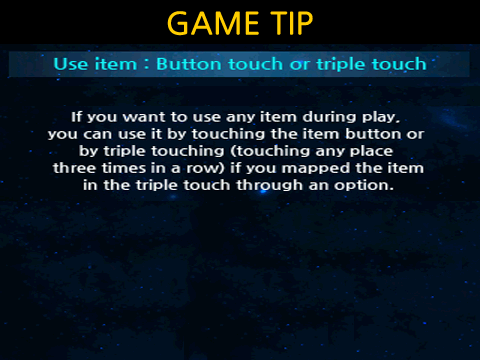 GAME TIP
Use item : Button touch or triple touch
If you want to use any item during play,
you can use it by touching the item button or
by triple touching (touching any place
three times in a row) if you mapped the item
in the triple touch through an option.